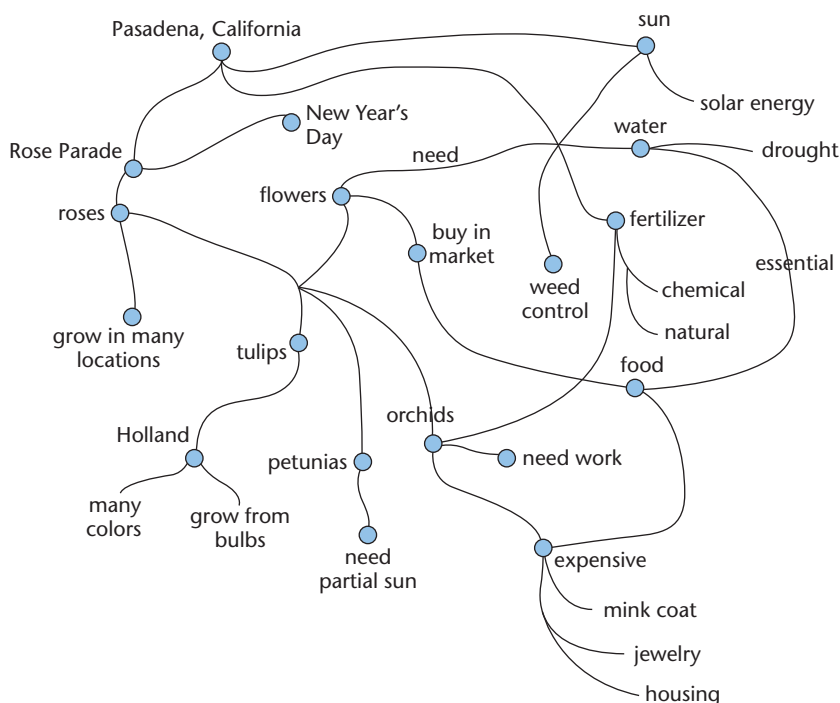 Pasadena, California
sun
solar energy
New Year's
Day
water
drought
Rose Parade
need
flowers
roses
fertilizer
buy in
market
essential
weed
control
chemical
natural
grow in many
locations
tulips
food
orchids
Holland
petunias
need work
many
colors
grow from
bulbs
need
partial sun
expensive
mink coat
jewelry
housing